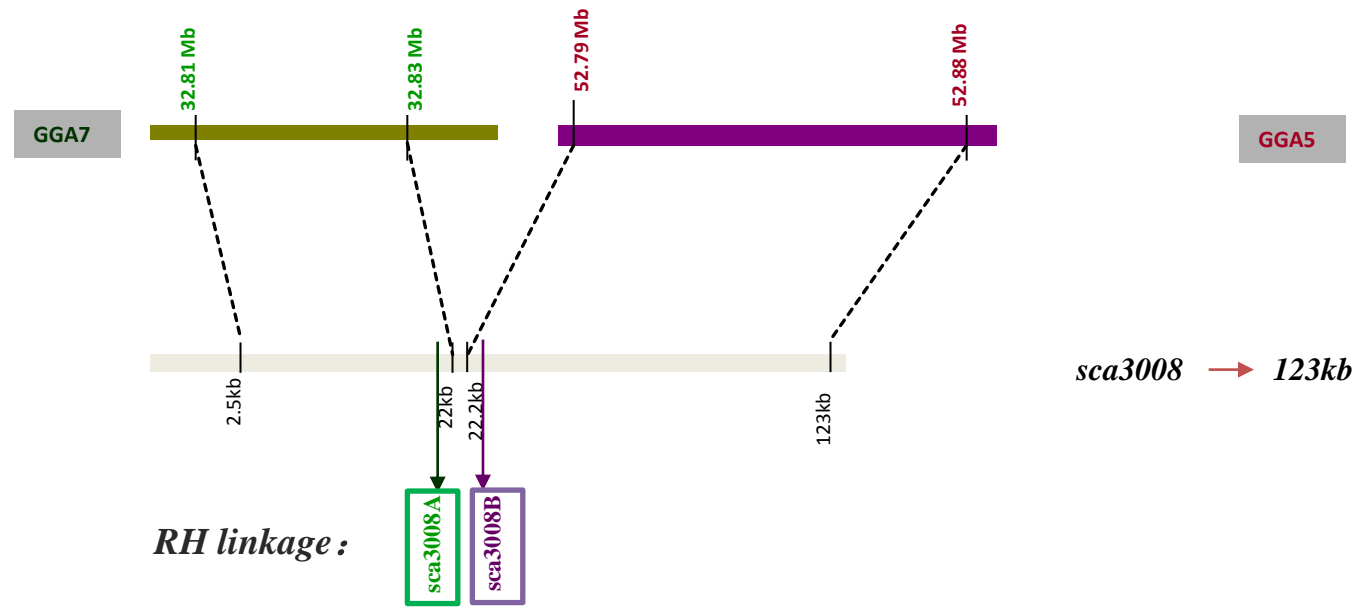 32.81 Mb
32.83 Mb
52.79 Mb
52.88 Mb
GGA7
GGA5
2.5kb
22kb
22.2kb
123kb
sca3008 → 123kb
RH linkage：
sca3008A
sca3008B